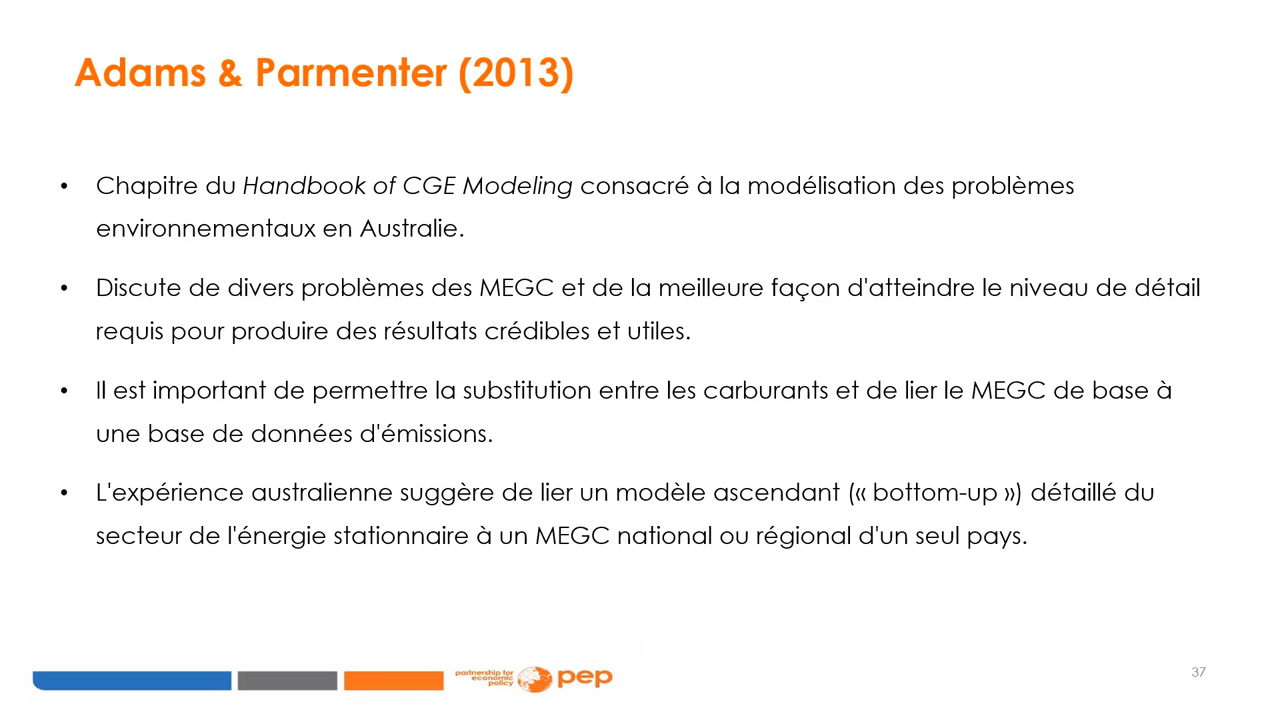 Adams & Parmenter (2013)
• Chapitre du Handbook of CGE Modeling consacré à la modélisation des problèmes
environnementaux en Australie.
• Discute de divers problèmes des MEGC et de la meilleure façon d'atteindre le niveau de détail
requis pour produire des résultats crédibles et utiles.
• Il est important de permettre la substitution entre les carburants et de lier le MEGC de base à
une base de données d'émissions.
• L'expérience australienne suggère de lier un modèle ascendant (« bottom-up ») détaillé du
secteur de l'énergie stationnaire à un MEGC national ou régional d'un seul pays.
partnership for
economic
policy
pep
37